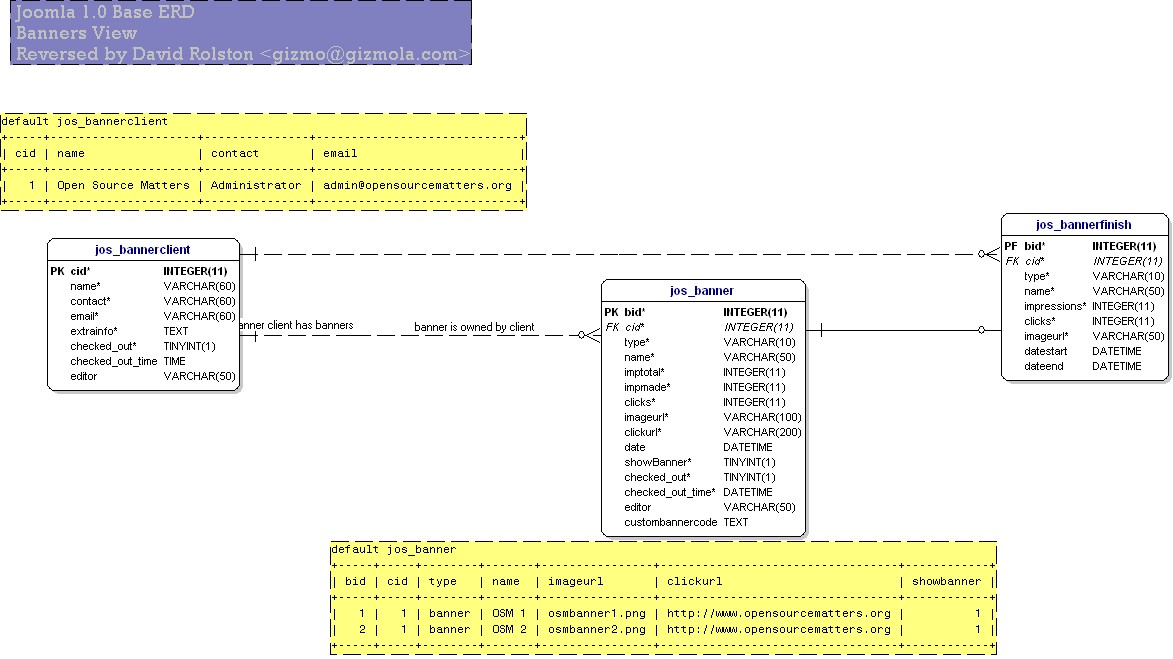 Joomla 1.0 Base ERD
Banners View
Reversed by David Rolston <gizmo@gizmola.com>
default jos_bannerclient
| cid | name | contact | email |
| 1 | Open Source Matters | Administrator | admin@opensourcematters.org |
jos_bannerclient
PK cid* INTEGER(11)
name* VARCHAR(60)
contact* VARCHAR(60)
email* VARCHAR(60)
extrainfo* TEXT
checked_out* TINYINT(1)
checked_out_time TIME
editor VARCHAR(50)
anner client has banners
banner is owned by client
jos_banner
PK bid* INTEGER(11)
FK cid* INTEGER(11)
type* VARCHAR(10)
name* VARCHAR(50)
imptotal* INTEGER(11)
impmade* INTEGER(11)
clicks* INTEGER(11)
imageurl* VARCHAR(100)
clickurl* VARCHAR(200)
date DATETIME
showBanner* TINYINT(1)
checked_out* TINYINT(1)
checked_out_time* DATETIME
editor VARCHAR(50)
custombannercode TEXT
jos_bannerfinish
PF bid* INTEGER(11)
FK cid* INTEGER(11)
type* VARCHAR(10)
name* VARCHAR(50)
impressions* INTEGER(11)
clicks* INTEGER(11)
imageurl* VARCHAR(50)
datestart DATETIME
dateend DATETIME
default jos_banner
| bid | cid | type | name | imageurl | clickurl | showbanner |
| 1 | 1 | banner | OSM 1 | osmbanner1.png | http://www.opensourcematters.org | 1 |
| 2 | 1 | banner | OSM 2 | osmbanner2.png | http://www.opensourcematters.org | 1 |